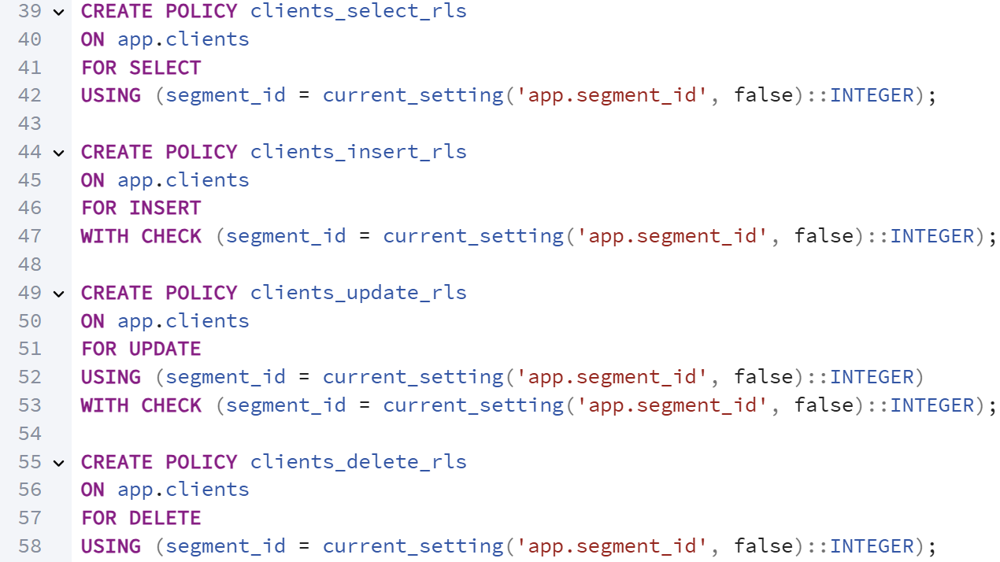 39 CREATE POLICY clients_select_rls
40 ON app.clients
41 FOR SELECT
42 USING (segment_id = current_setting('app.segment_id', false)::INTEGER);
43
44 CREATE POLICY clients_insert_rls
45 ON app.clients
46 FOR INSERT
47 WITH CHECK (segment_id = current_setting('app.segment_id', false)::INTEGER);
48
49 CREATE POLICY clients_update_rls
50 ON app.clients
51 FOR UPDATE
52 USING (segment_id = current_setting('app.segment_id', false)::INTEGER)
53 WITH CHECK (segment_id = current_setting('app.segment_id', false)::INTEGER);
54
55 CREATE POLICY clients_delete_rls
56 ON app.clients
57 FOR DELETE
58 USING (segment_id = current_setting('app.segment_id', false)::INTEGER);